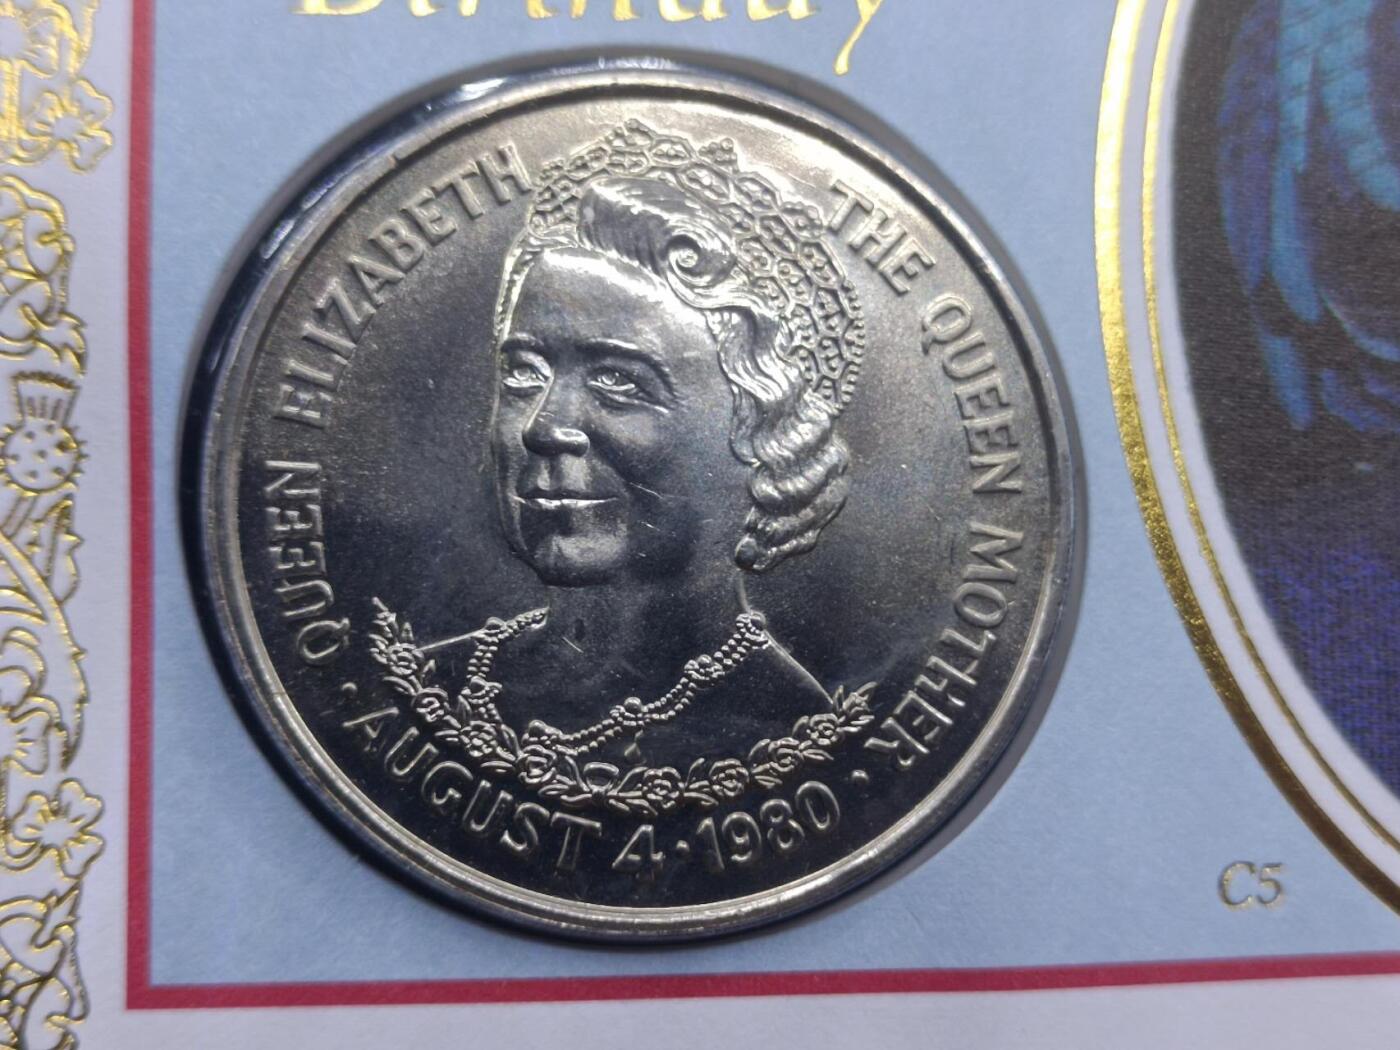 Birthday
QUEEN ELIZABETH THE QUEEN MOTHER
· AUGUST 4 · 1980 ·
C5